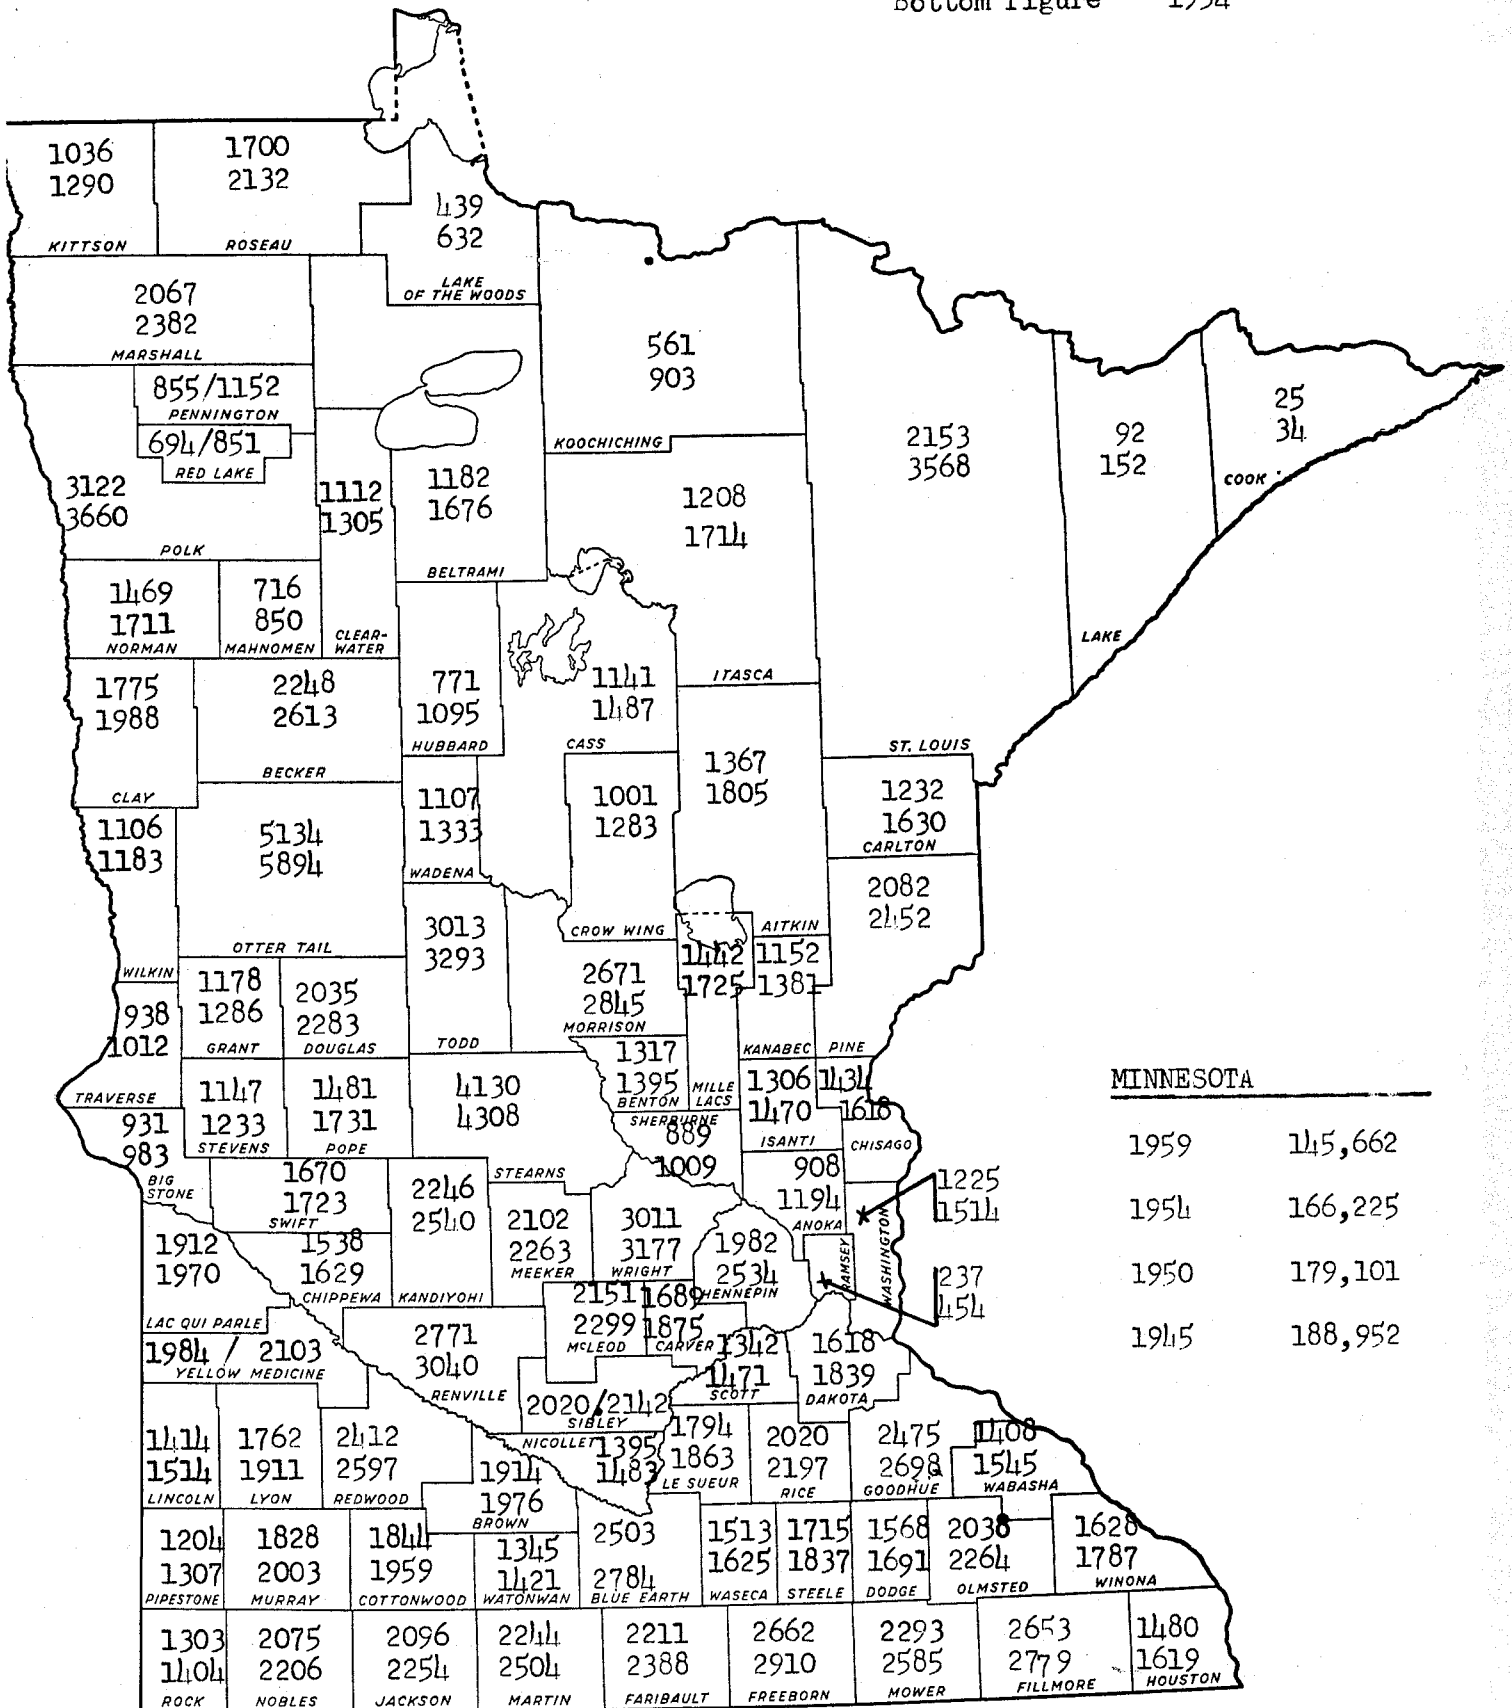 Bottom figure 1954
1036
1290
KITTSON
1700
2132
ROSEAU
439
632
LAKE
OF THE WOODS
2067
2382
MARSHALL
855/1152
PENNINGTON
694/851
RED LAKE
3122
3660
POLK
1112
1305
CLEAR-
WATER
1182
1676
BELTRAMI
561
903
KOOCHICHING
1208
1714
ITASCA
2153
3568
ST. LOUIS
92
152
LAKE
25
34
COOK
1469
1711
NORMAN
716
850
MAHNOMEN
1775
1988
CLAY
2248
2613
BECKER
771
1095
HUBBARD
1141
1487
CASS
1367
1805
AITKIN
1232
1630
CARLTON
1106
1183
WILKIN
5134
5894
OTTER TAIL
1107
1333
WADENA
1001
1283
CROW WING
2082
2452
PINE
3013
3293
TODD
2671
2845
MORRISON
1442
1725
MILLE
LACS
1152
1381
KANABEC
938
1012
TRAVERSE
1178
1286
GRANT
2035
2283
DOUGLAS
1317
1395
BENTON
1306
1470
ISANTI
1434
1618
CHISAGO
931
983
BIG
STONE
1147
1233
STEVENS
1481
1731
POPE
4130
4308
STEARNS
SHERBURNE
889
1009
908
1194
ANOKA
1225
1514
WASHINGTON
237
454
RAMSEY
1670
1723
SWIFT
2246
2540
KANDIYOHI
2102
2263
MEEKER
3011
3177
WRIGHT
1982
2534
HENNEPIN
1912
1970
LAC QUI PARLE
1538
1629
CHIPPEWA
2151
2299
McLEOD
1689
1875
CARVER
1342
1471
SCOTT
1618
1839
DAKOTA
1984 / 2103
YELLOW MEDICINE
2771
3040
RENVILLE
2020/2142
SIBLEY
NICOLLET
1395
1483
1794
1863
LE SUEUR
2020
2197
RICE
2475
2698
GOODHUE
1408
1545
WABASHA
1414
1514
LINCOLN
1762
1911
LYON
2412
2597
REDWOOD
1914
1976
BROWN
1204
1307
PIPESTONE
1828
2003
MURRAY
1844
1959
COTTONWOOD
1345
1421
WATONWAN
2503
2784
BLUE EARTH
1513
1625
WASECA
1715
1837
STEELE
1568
1691
DODGE
2038
2264
OLMSTED
1628
1787
WINONA
1303
1404
ROCK
2075
2206
NOBLES
2096
2254
JACKSON
2244
2504
MARTIN
2211
2388
FARIBAULT
2662
2910
FREEBORN
2293
2585
MOWER
2653
2779
FILLMORE
1480
1619
HOUSTON
MINNESOTA
1959 145,662
1954 166,225
1950 179,101
1945 188,952